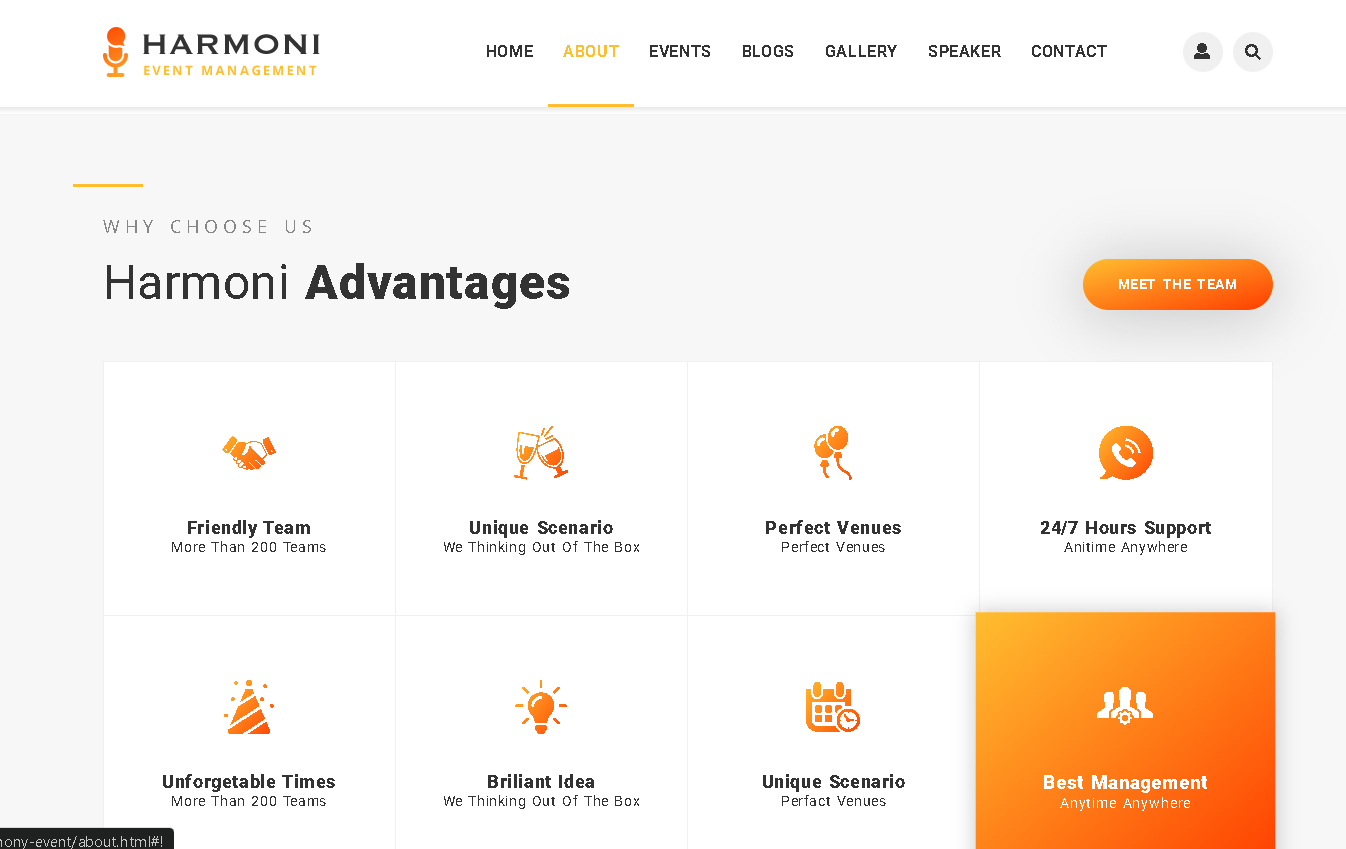 HARMONI
EVENT MANAGEMENT
HOME ABOUT EVENTS BLOGS GALLERY SPEAKER CONTACT
WHY CHOOSE US
Harmoni Advantages
MEET THE TEAM
Friendly Team
More Than 200 Teams
Unique Scenario
We Thinking Out Of The Box
Perfect Venues
Perfect Venues
24/7 Hours Support
Anitime Anywhere
Unforgetable Times
More Than 200 Teams
Briliant Idea
We Thinking Out Of The Box
Unique Scenario
Perfact Venues
Best Management
Anytime Anywhere
mony-event/about.html#!